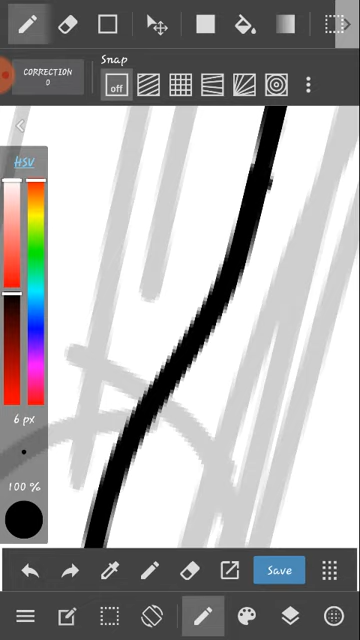 Snap
CORRECTION
0
off
HSV
6 px
100 %
Save